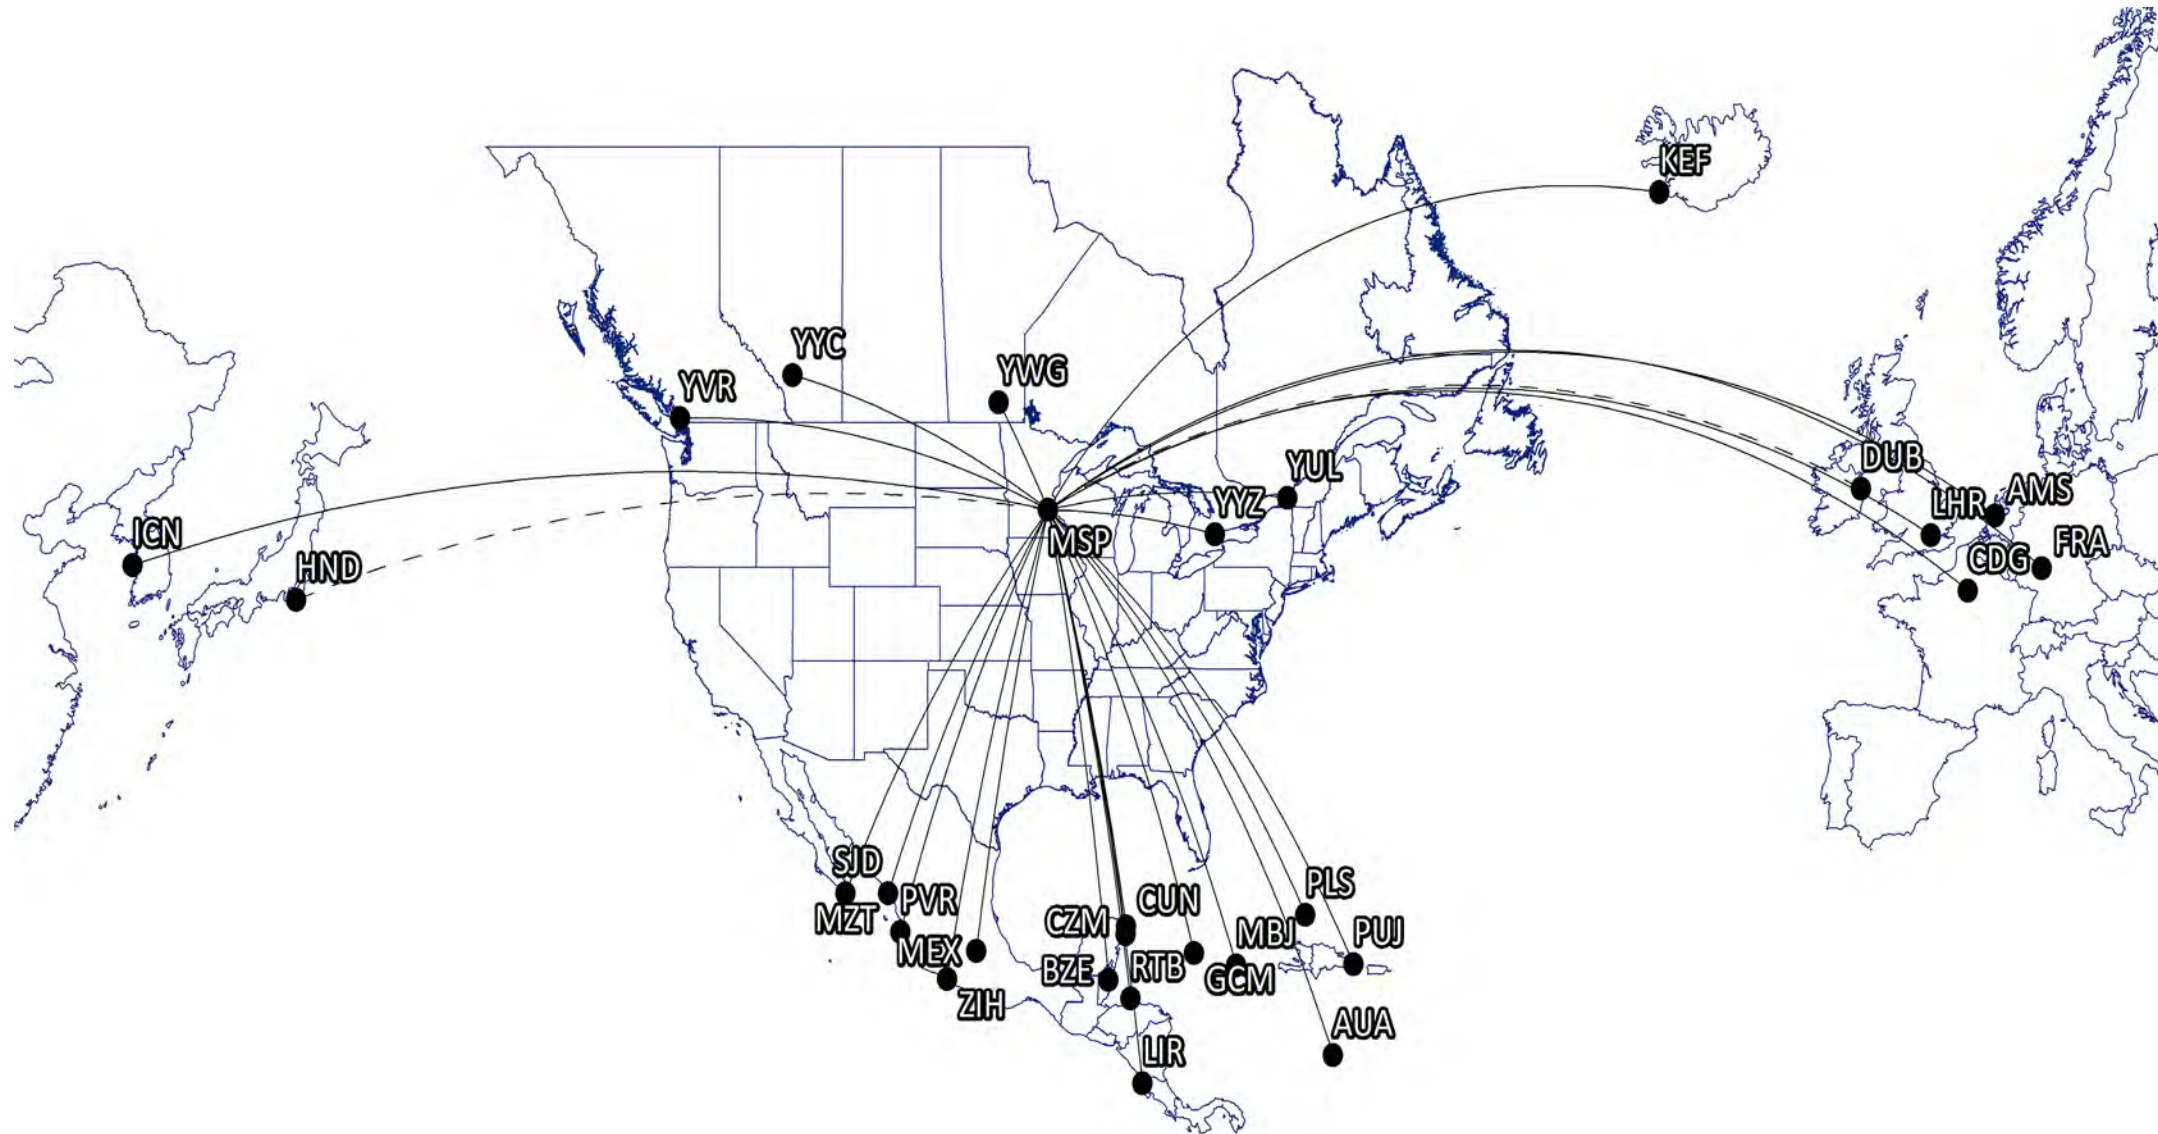 KEF
YYC
YWG
YVR
DUB
YUL
AMS
LHR
YYZ
ICN
MSP
FRA
CDG
HND
SJD
PLS
PVR
CUN
MZT
CZM
MBJ
PUJ
MEX
BZE
RTB
GCM
ZIH
AUA
LIR